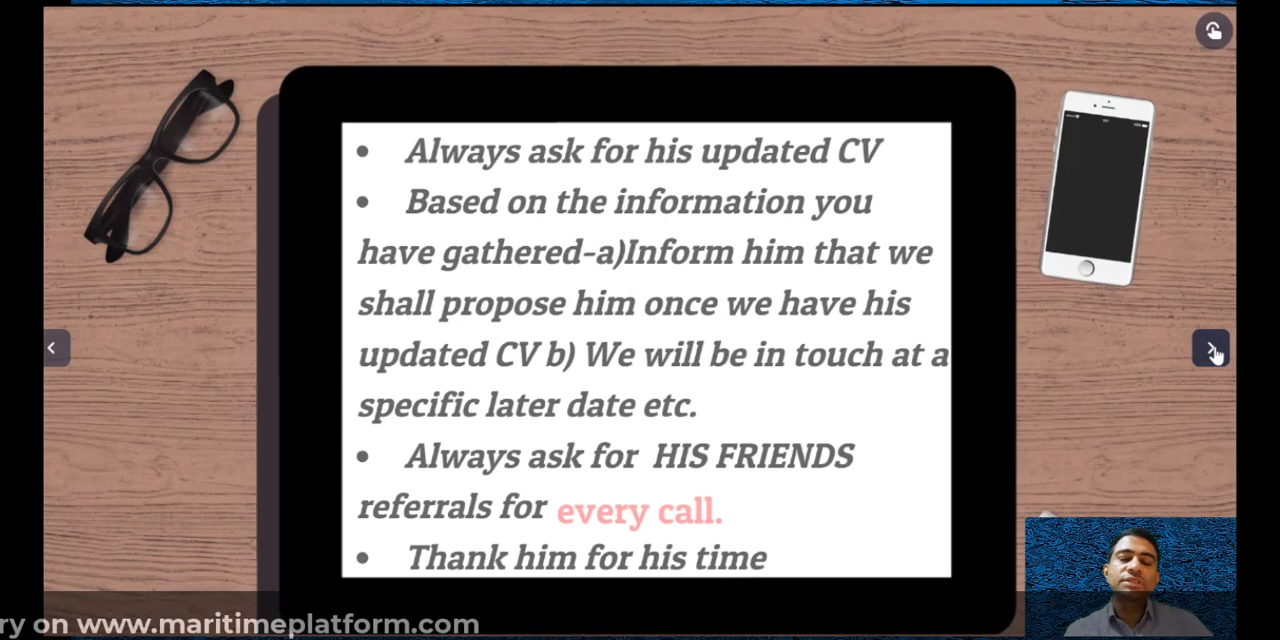 • Always ask for his updated CV
• Based on the information you
have gathered-a)Inform him that we
shall propose him once we have his
updated CV b) We will be in touch at a
specific later date etc.
• Always ask for HIS FRIENDS
referrals for every call.
• Thank him for his time
ry on www.maritimeplatform.com